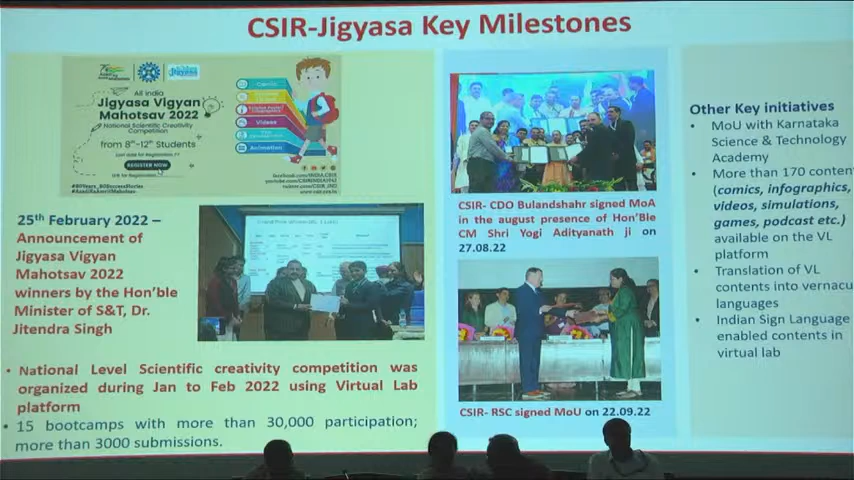 CSIR-Jigyasa Key Milestones
All india
Jigyasa Vigyan
Mahotsav 2022
National Scientific Creativity
Competition
from 8th-12th Students
REGISTER NOW
Videos
Animation
25th February 2022 –
Announcement of
Jigyasa Vigyan
Mahotsav 2022
winners by the Hon'ble
Minister of S&T, Dr.
Jitendra Singh
• National Level Scientific creativity competition was
organized during Jan to Feb 2022 using Virtual Lab
platform
• 15 bootcamps with more than 30,000 participation;
more than 3000 submissions.
CSIR- CDO Bulandshahr signed MoA
in the august presence of Hon'Ble
CM Shri Yogi Adityanath ji on
27.08.22
CSIR- RSC signed MoU on 22.09.22
Other Key initiatives
• MoU with Karnataka
Science & Technology
Academy
• More than 170 conten
(comics, infographics,
videos, simulations,
games, podcast etc.)
available on the VL
platform
• Translation of VL
contents into vernacu
languages
• Indian Sign Language
enabled contents in
virtual lab